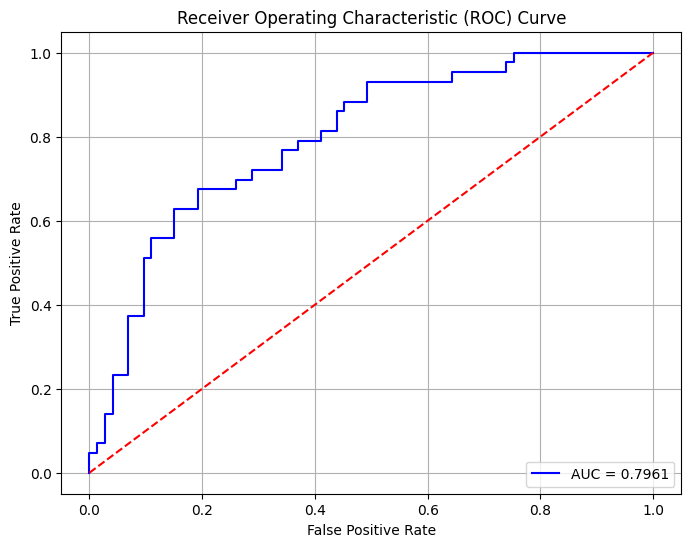 Receiver Operating Characteristic (ROC) Curve
True Positive Rate
1.0
0.8
0.6
0.4
0.2
0.0
0.0 0.2 0.4 0.6 0.8 1.0
False Positive Rate
AUC = 0.7961